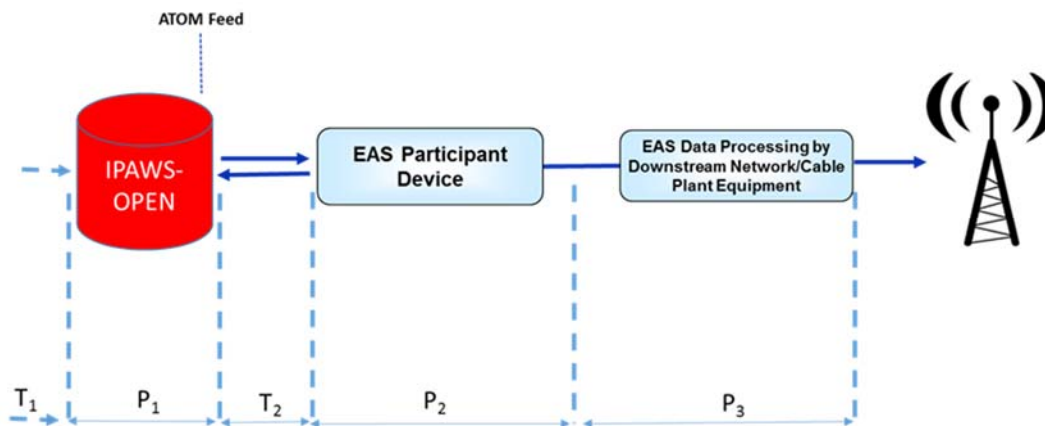 ATOM Feed
IPAWS-
OPEN
EAS Participant
Device
EAS Data Processing by
Downstream Network/Cable
Plant Equipment
T1
P1
T2
P2
P3